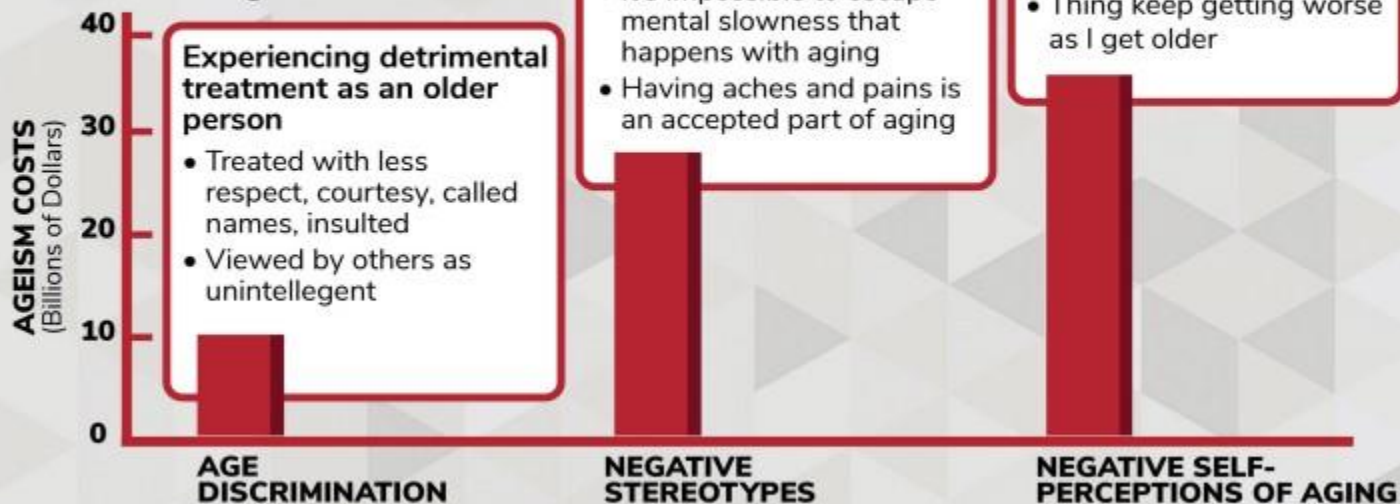 40
30
20
10
0
AGEISM COSTS
(Billions of Dollars)
Experiencing detrimental
treatment as an older
person
• Treated with less
respect, courtesy, called
names, insulted
• Viewed by others as
unintellegent
mental slowness that
happens with aging
• Having aches and pains is
an accepted part of aging
• Thing keep getting worse
as I get older
AGE
DISCRIMINATION
NEGATIVE
STEREOTYPES
NEGATIVE SELF-
PERCEPTIONS OF AGING